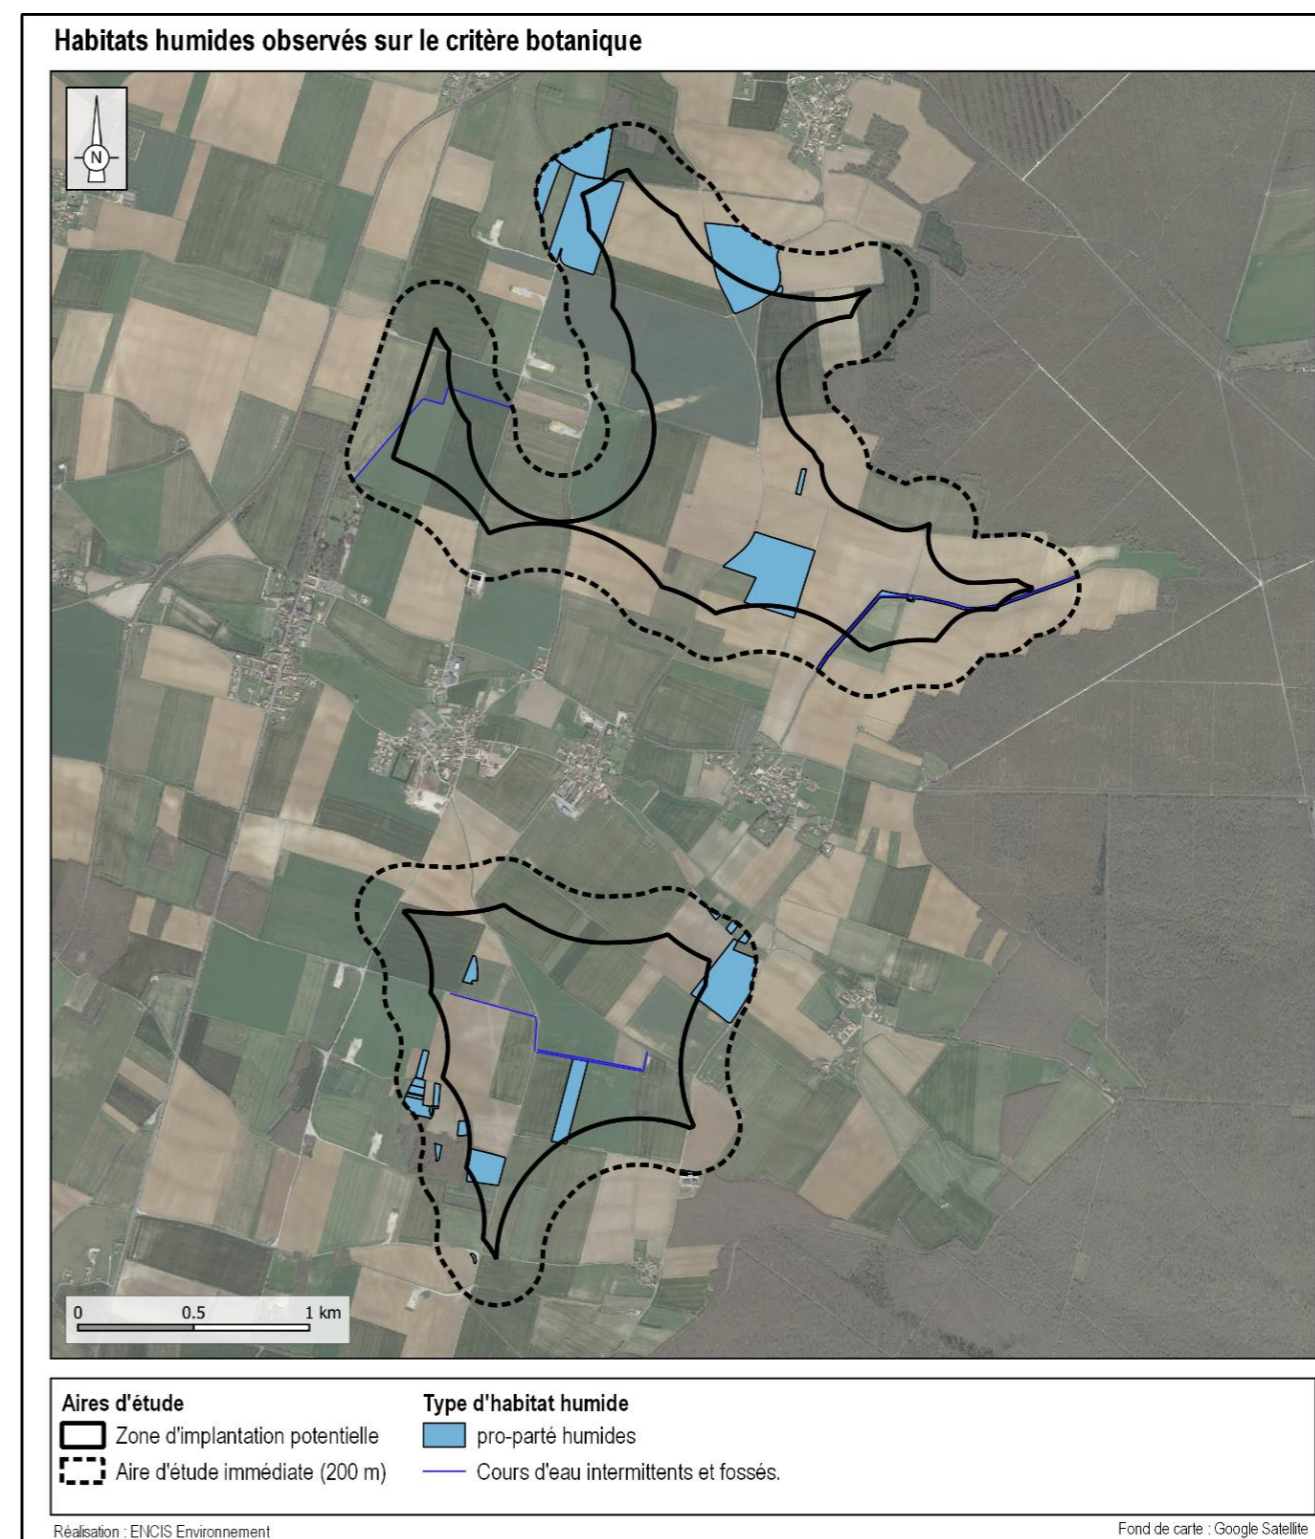 Habitats humides observés sur le critère botanique
N
0 0.5 1 km
Aires d'étude
Zone d'implantation potentielle
Aire d'étude immédiate (200 m)
Type d'habitat humide
pro-parté humides
Cours d'eau intermittents et fossés.
Réalisation : ENCIS Environnement
Fond de carte : Google Satellite